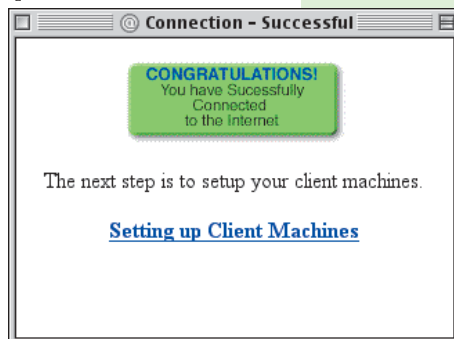 Connection - Successful
CONGRATULATIONS!
You have Sucessfully
Connected
to the Internet
The next step is to setup your client machines.
Setting up Client Machines